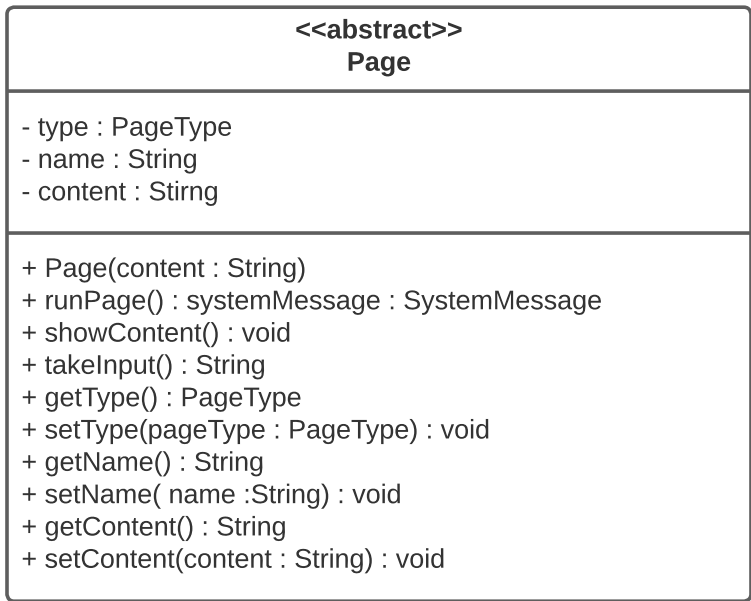 <<abstract>>
Page
- type : PageType
- name : String
- content : Stirng
+ Page(content : String)
+ runPage() : systemMessage : SystemMessage
+ showContent() : void
+ takeInput() : String
+ getType() : PageType
+ setType(pageType : PageType) : void
+ getName() : String
+ setName( name :String) : void
+ getContent() : String
+ setContent(content : String) : void